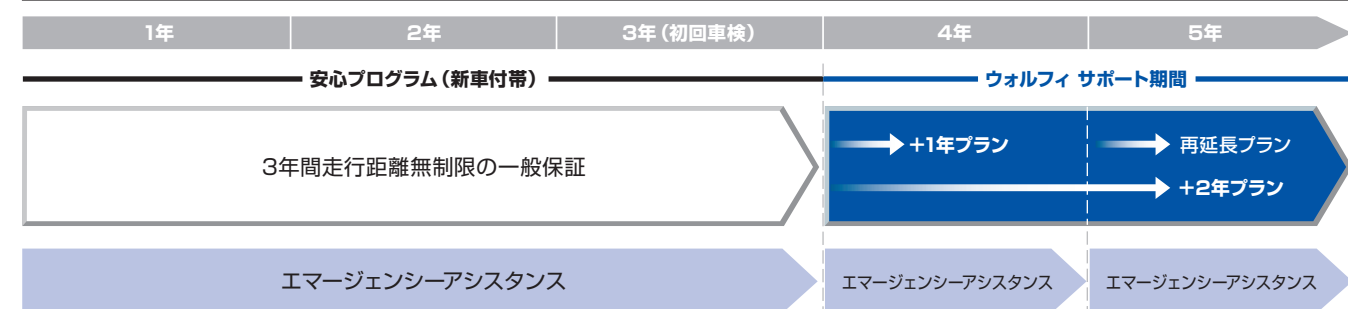 1年 2年 3年（初回車検） 4年 5年
安心プログラム（新車付帯） ウォルフィ サポート期間
3年間走行距離無制限の一般保証
+1年プラン 再延長プラン
+2年プラン
エマージェンシーアシスタンス エマージェンシーアシスタンス エマージェンシーアシスタンス